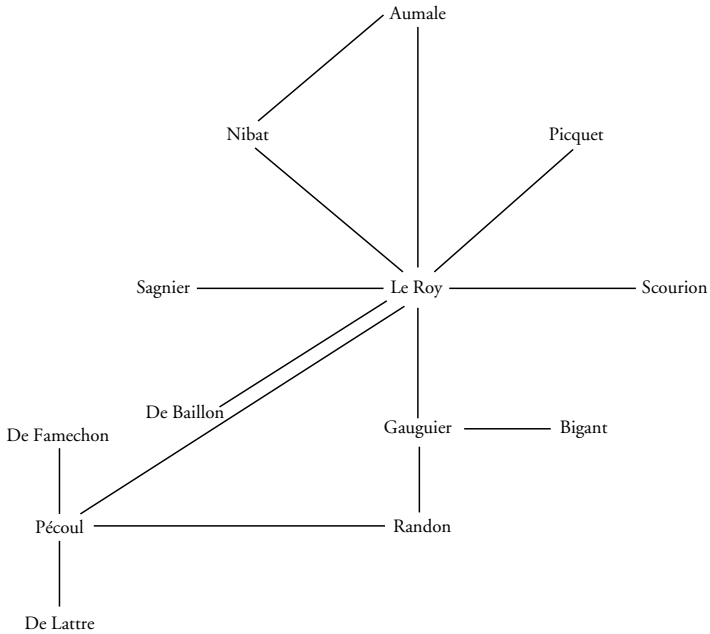 Aumale
Nibat
Picquet
Sagnier
Le Roy
Scourion
De Baillon
De Famechon
Gauguier
Bigant
Pécoul
Randon
De Lattre